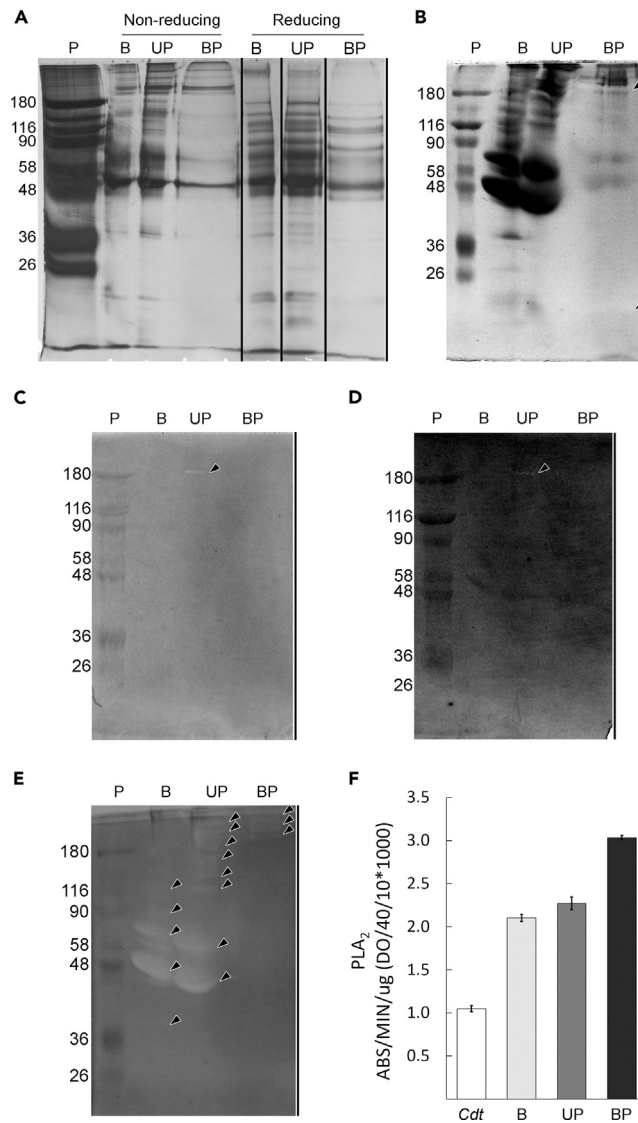 A
Non-reducing Reducing
P B UP BP B UP BP
180
116
90
58
48
36
26
B
P B UP BP
180
116
90
58
48
36
26
C
P B UP BP
180
116
90
58
48
36
26
D
P B UP BP
180
116
90
58
48
36
26
E
P B UP BP
180
116
90
58
48
36
26
F
PLA2
ABS/MIN/ug (DO/40/10*1000)
3.5
3.0
2.5
2.0
1.5
1.0
0.5
Cdt B UP BP